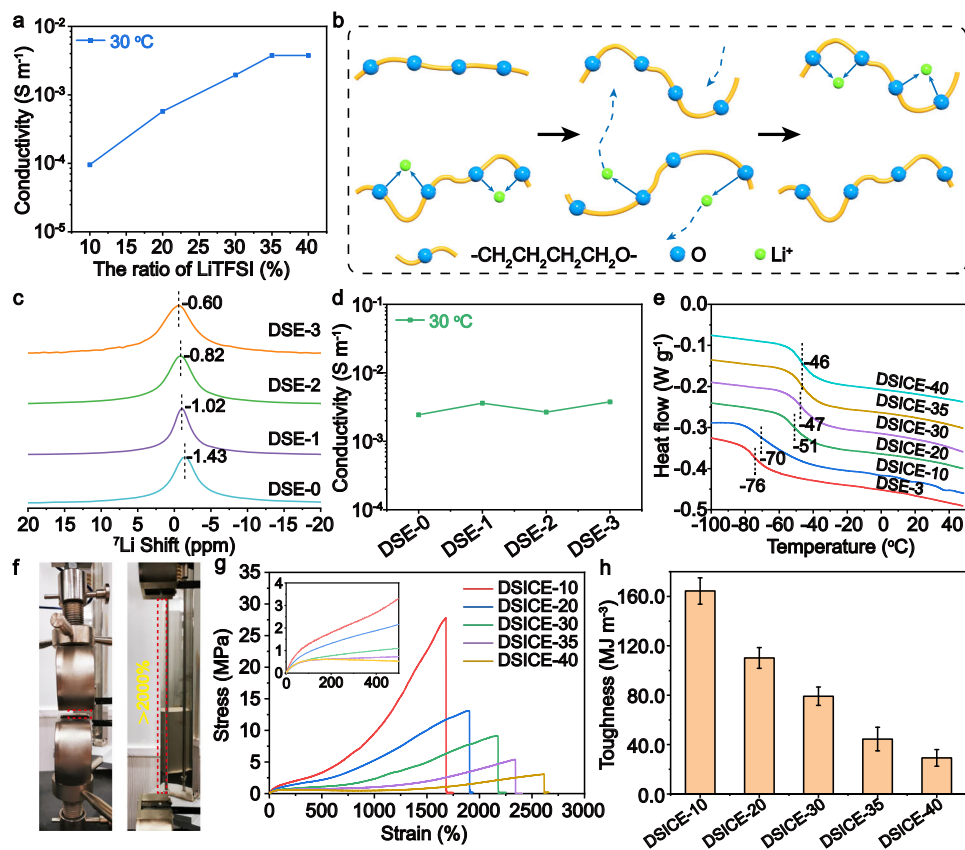 a
30 °C
10⁻²
10⁻³
10⁻⁴
10⁻⁵
Conductivity (S m⁻¹)
10 15 20 25 30 35 40
The ratio of LiTFSI (%)
b
-CH₂CH₂CH₂CH₂O-
O
Li⁺
c
-0.60
DSE-3
-0.82
DSE-2
-1.02
DSE-1
-1.43
DSE-0
20 15 10 5 0 -5 -10 -15 -20
⁷Li Shift (ppm)
d
30 °C
10⁻¹
10⁻²
10⁻³
10⁻⁴
Conductivity (S m⁻¹)
DSE-0
DSE-1
DSE-2
DSE-3
e
0.0
-0.1
-0.2
-0.3
-0.4
-0.5
Heat flow (W g⁻¹)
-46
DSICE-40
DSICE-35
DSICE-30
-47
DSICE-20
-51
DSICE-10
-70
DSE-3
-76
-100 -80 -60 -40 -20 0 20 40
Temperature (°C)
f
>2000%
g
35
30
25
20
15
10
5
0
Stress (MPa)
4
3
2
1
0
0 500
DSICE-10
DSICE-20
DSICE-30
DSICE-35
DSICE-40
0 500 1000 1500 2000 2500 3000
Strain (%)
h
160.0
120.0
80.0
40.0
0.0
Toughness (MJ m⁻³)
DSICE-10
DSICE-20
DSICE-30
DSICE-35
DSICE-40